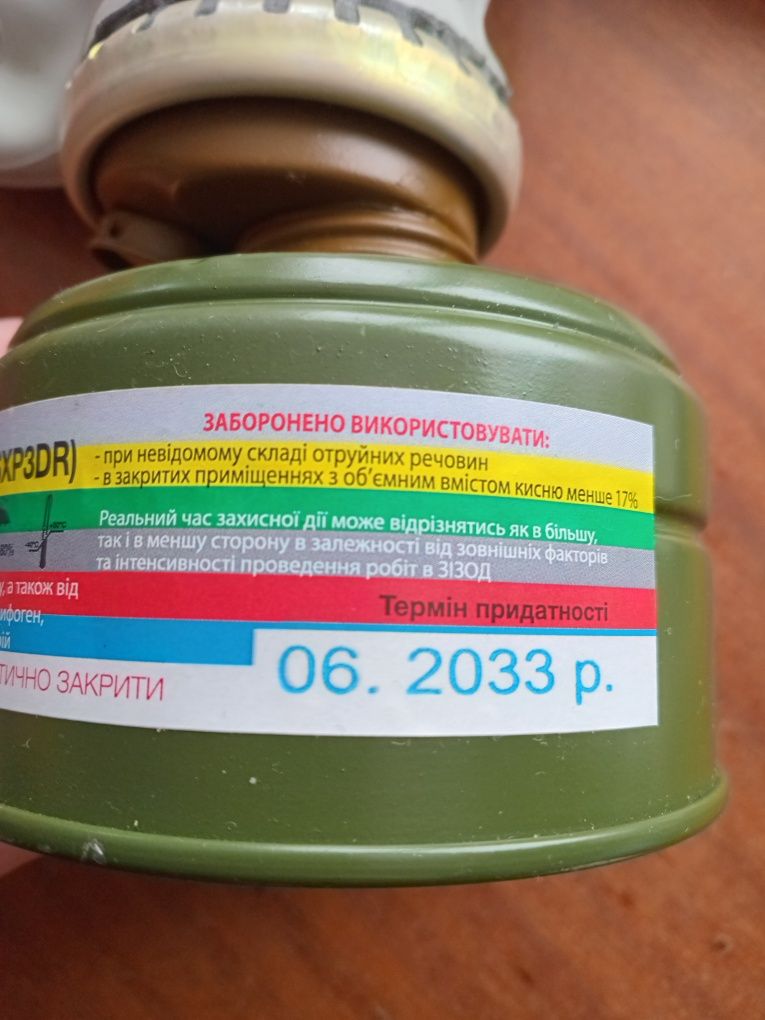 ЗАБОРОНЕНО ВИКОРИСТОВУВАТИ:
XP3DR)
- при невідомому складі отруйних речовин
- в закритих приміщеннях з об’ємним вмістом кисню менше 17%
Реальний час захисної дії може відрізнятись як в більшу,
так і в меншу сторону в залежності від зовнішніх факторів
та інтенсивності проведення робіт в ЗІЗОД
у, а також від
ифоген,
ій
Термін придатності
06. 2033 р.
ТИЧНО ЗАКРИТИ